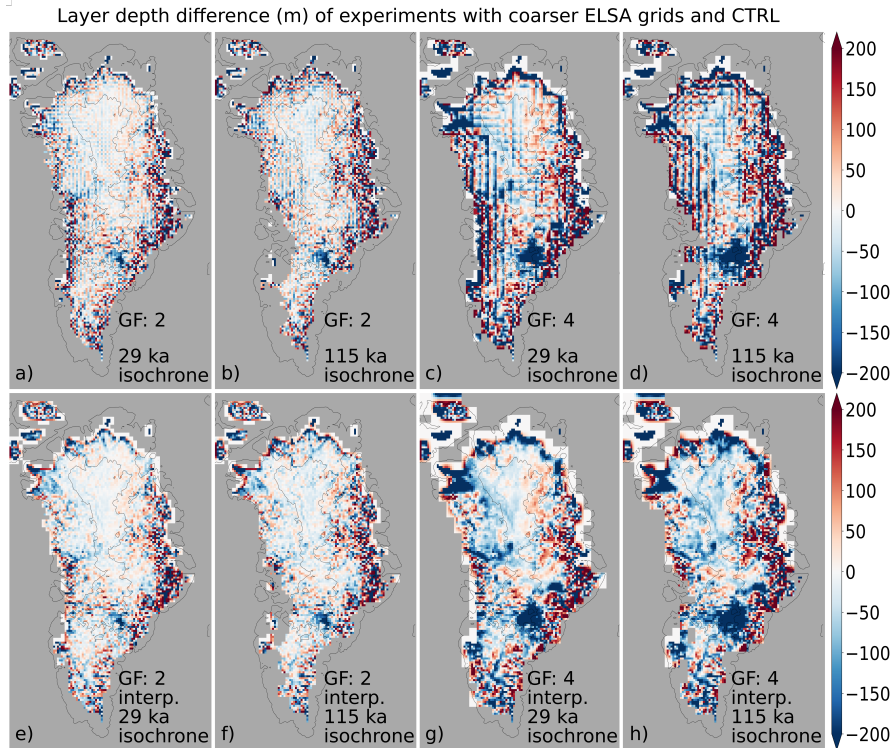 Layer depth difference (m) of experiments with coarser ELSA grids and CTRL
GF: 2
29 ka
isochrone
a)
GF: 2
115 ka
isochrone
b)
GF: 4
29 ka
isochrone
c)
GF: 4
115 ka
isochrone
d)
200
150
100
50
0
−50
−100
−150
−200
GF: 2
interp.
29 ka
isochrone
e)
GF: 2
interp.
115 ka
isochrone
f)
GF: 4
interp.
29 ka
isochrone
g)
GF: 4
interp.
115 ka
isochrone
h)
200
150
100
50
0
−50
−100
−150
−200